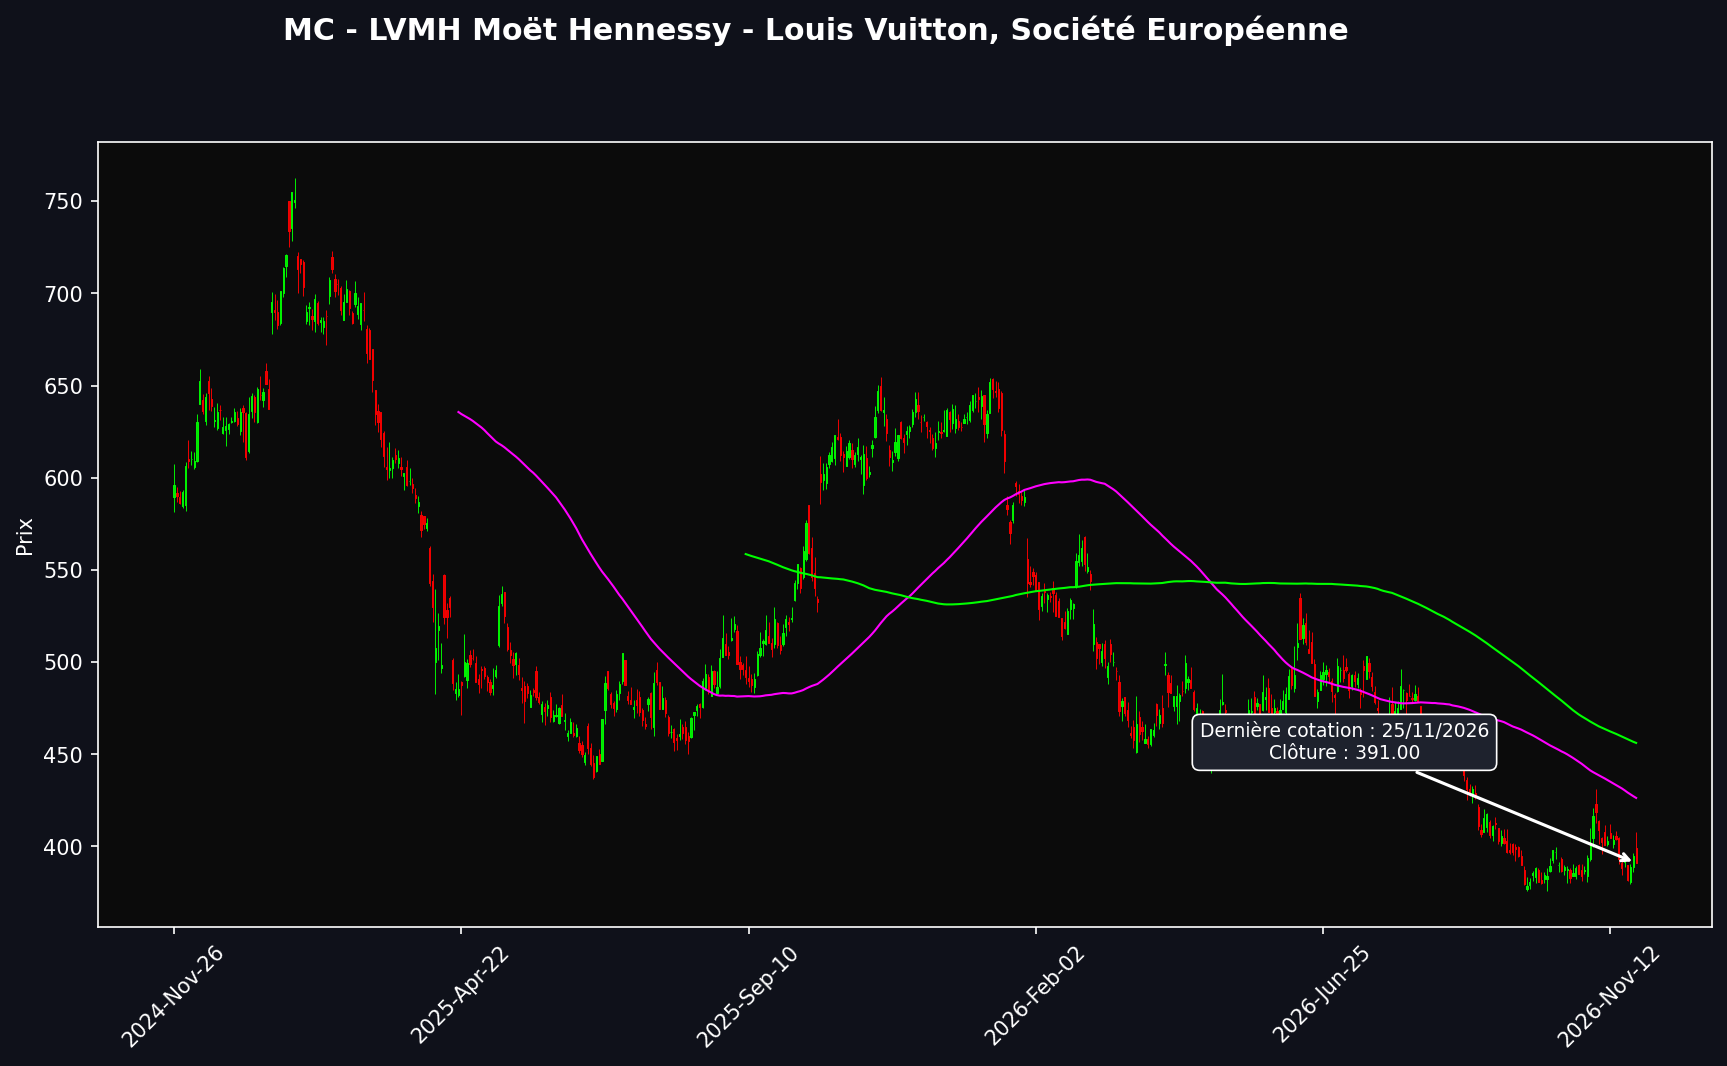 MC - LVMH Moët Hennessy - Louis Vuitton, Société Européenne
Prix
750
700
650
600
550
500
450
400
Dernière cotation : 25/11/2026
Clôture : 391.00
2024-Nov-26
2025-Apr-22
2025-Sep-10
2026-Feb-02
2026-Jun-25
2026-Nov-12